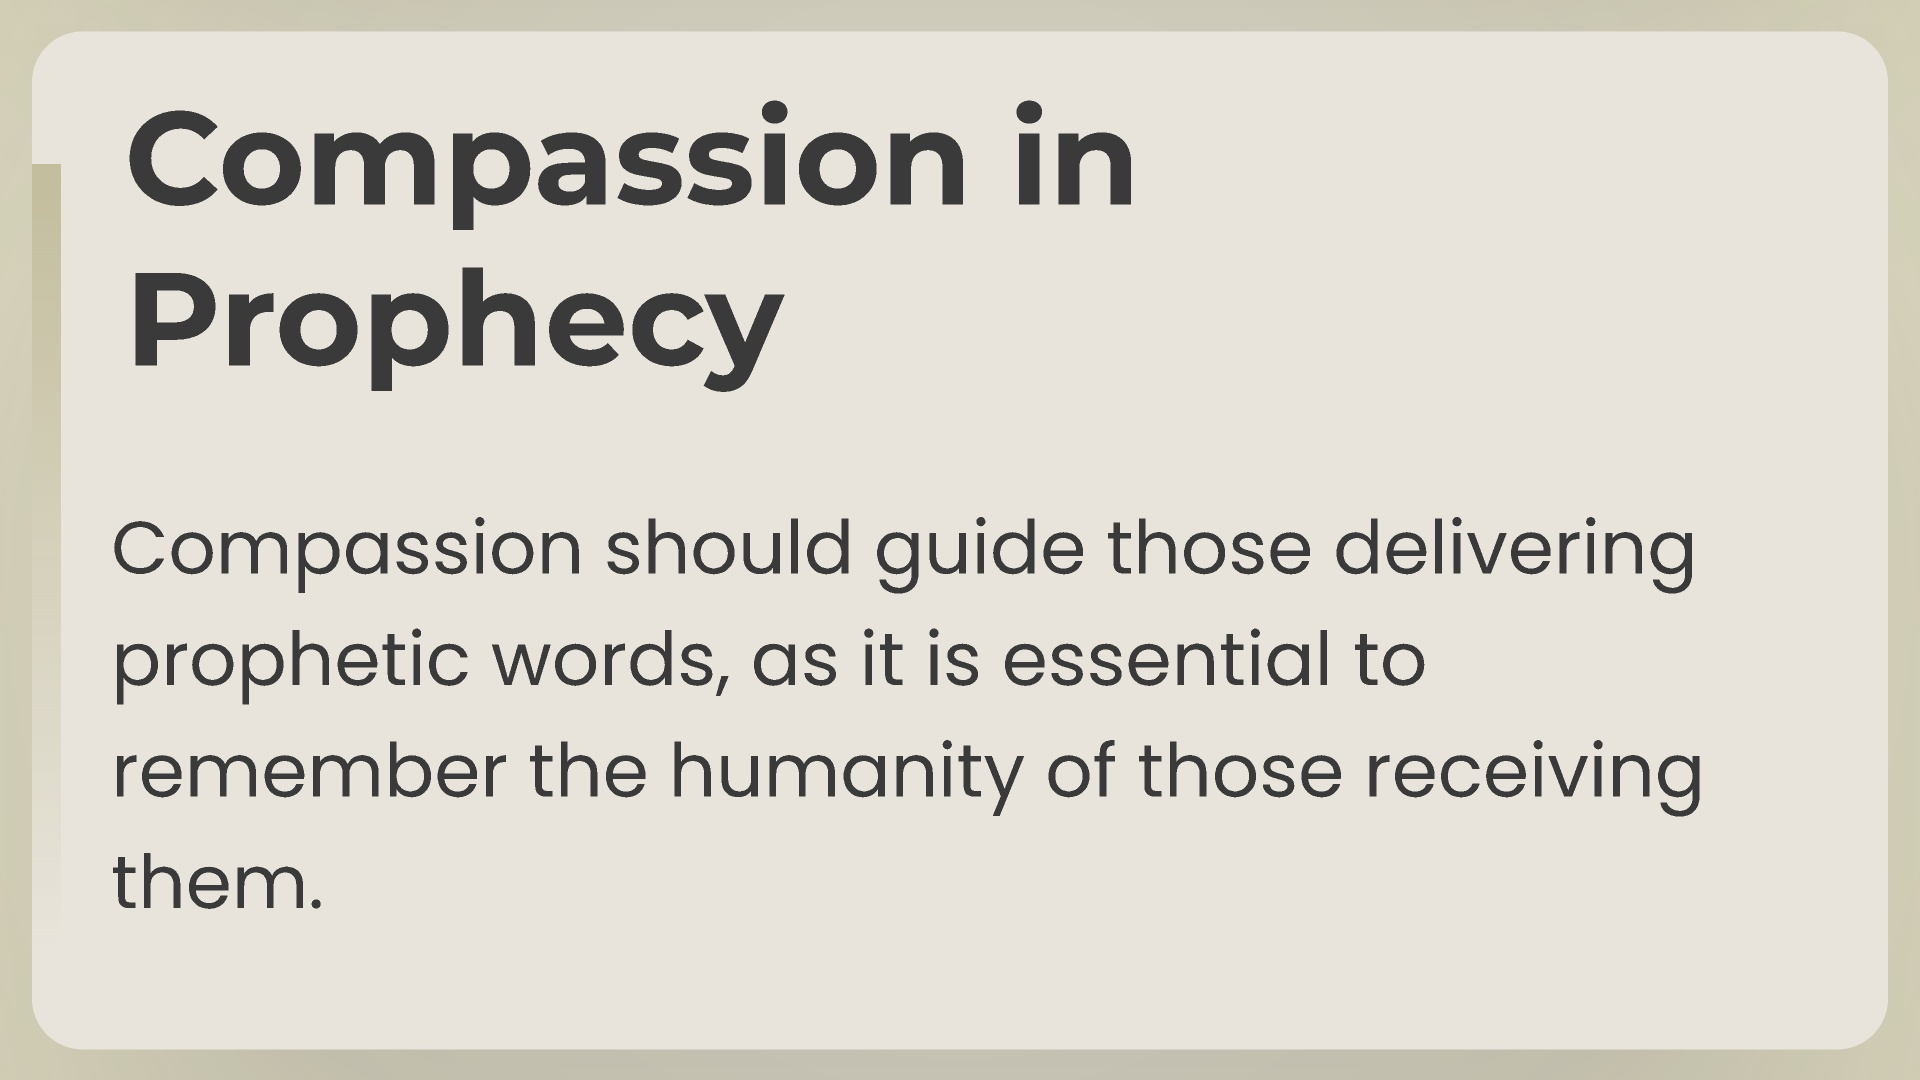 Compassion in
Prophecy
Compassion should guide those delivering
prophetic words, as it is essential to
remember the humanity of those receiving
them.